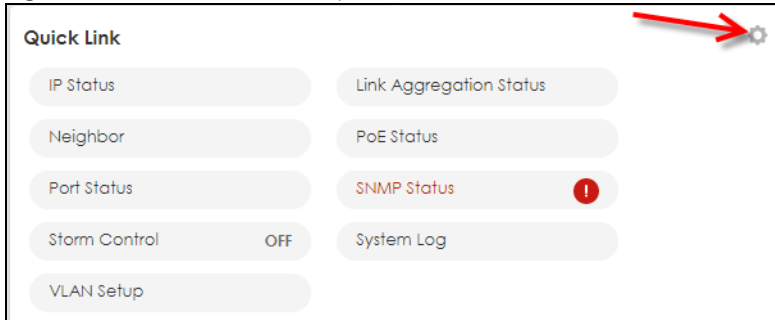 Quick Link
IP Status
Link Aggregation Status
Neighbor
PoE Status
Port Status
SNMP Status !
Storm Control OFF
System Log
VLAN Setup